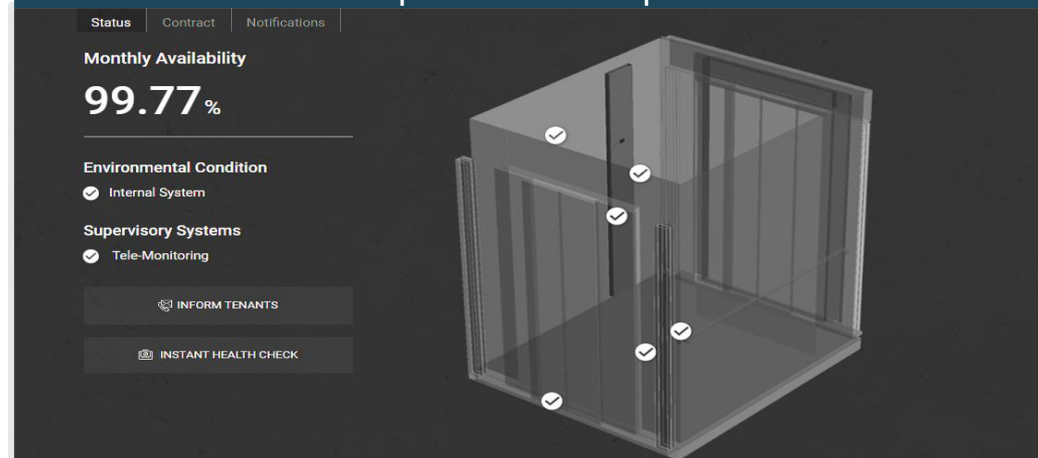 Status Contract Notifications
Monthly Availability
99.77%
Environmental Condition
Internal System
Supervisory Systems
Tele-Monitoring
INFORM TENANTS
INSTANT HEALTH CHECK